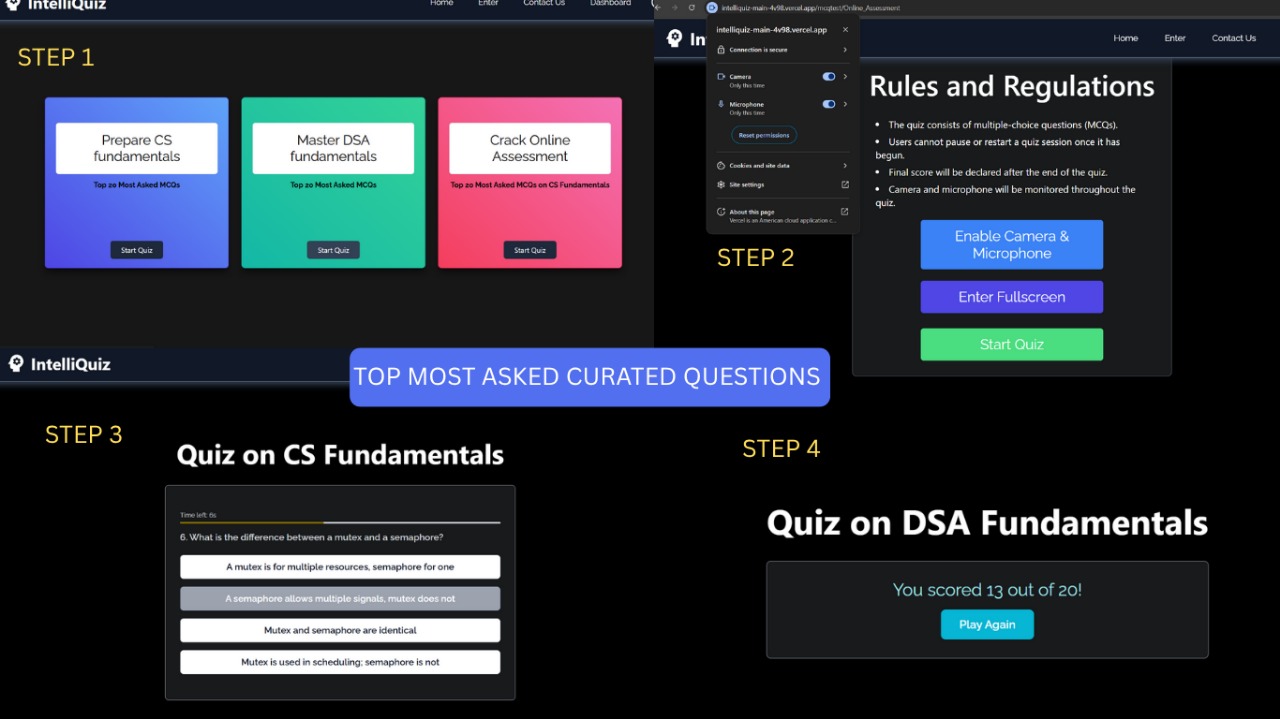 IntelliQuiz
Home Enter Contact Us Dashboard
STEP 1
Prepare CS
fundamentals
Top 20 Most Asked MCQs
Start Quiz
Master DSA
fundamentals
Top 20 Most Asked MCQs
Start Quiz
Crack Online
Assessment
Top 20 Most Asked MCQs on CS Fundamentals
Start Quiz
intelliquiz-main-4v98.vercel.app/mcqtest/Online_Assessment
In
Home Enter Contact Us
intelliquiz-main-4v98.vercel.app
Connection is secure
Camera
Only this time
Microphone
Only this time
Reset permissions
Cookies and site data
Site settings
About this page
Vercel is an American cloud application c...
STEP 2
Rules and Regulations
• The quiz consists of multiple-choice questions (MCQs).
• Users cannot pause or restart a quiz session once it has
begun.
• Final score will be declared after the end of the quiz.
• Camera and microphone will be monitored throughout the
quiz.
Enable Camera &
Microphone
Enter Fullscreen
Start Quiz
IntelliQuiz
TOP MOST ASKED CURATED QUESTIONS
STEP 3
Quiz on CS Fundamentals
Time left: 6s
6. What is the difference between a mutex and a semaphore?
A mutex is for multiple resources, semaphore for one
A semaphore allows multiple signals, mutex does not
Mutex and semaphore are identical
Mutex is used in scheduling; semaphore is not
STEP 4
Quiz on DSA Fundamentals
You scored 13 out of 20!
Play Again